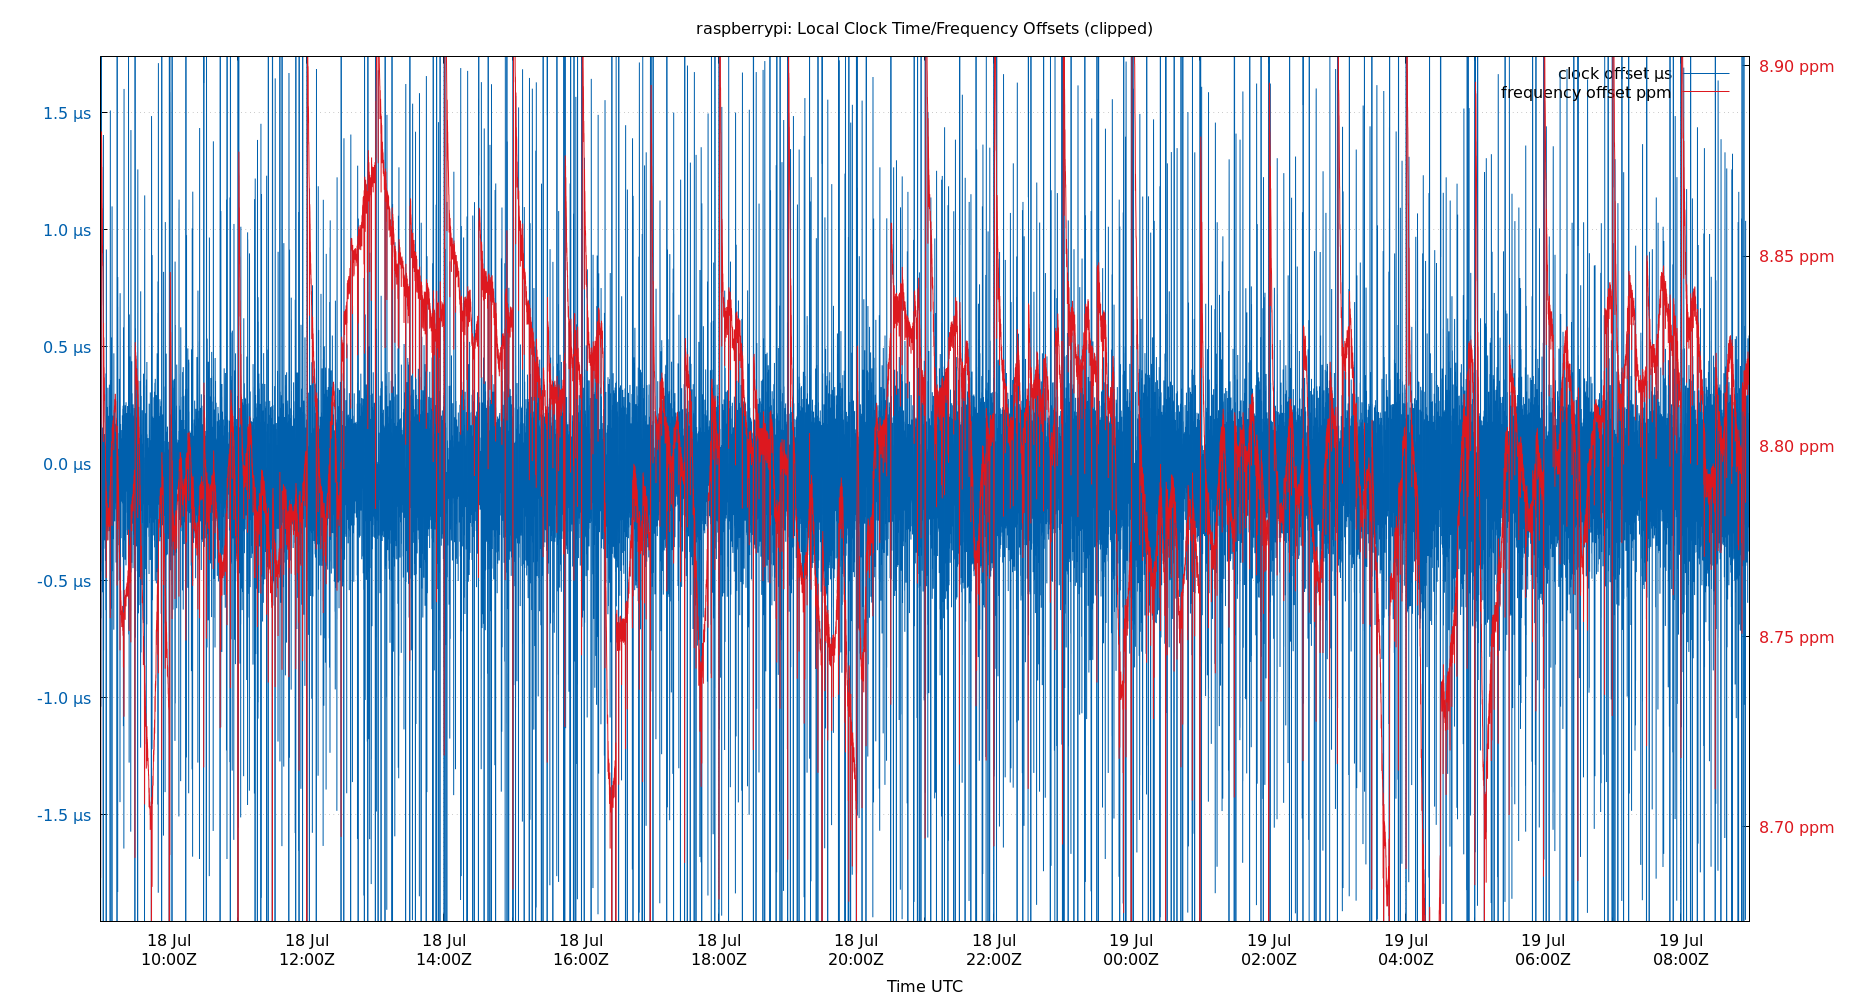 raspberrypi: Local Clock Time/Frequency Offsets (clipped)
clock offset µs
frequency offset ppm
1.5 µs
1.0 µs
0.5 µs
0.0 µs
-0.5 µs
-1.0 µs
-1.5 µs
8.90 ppm
8.85 ppm
8.80 ppm
8.75 ppm
8.70 ppm
18 Jul 18 Jul 18 Jul 18 Jul 18 Jul 18 Jul 18 Jul 19 Jul 19 Jul 19 Jul 19 Jul 19 Jul
10:00Z 12:00Z 14:00Z 16:00Z 18:00Z 20:00Z 22:00Z 00:00Z 02:00Z 04:00Z 06:00Z 08:00Z
Time UTC